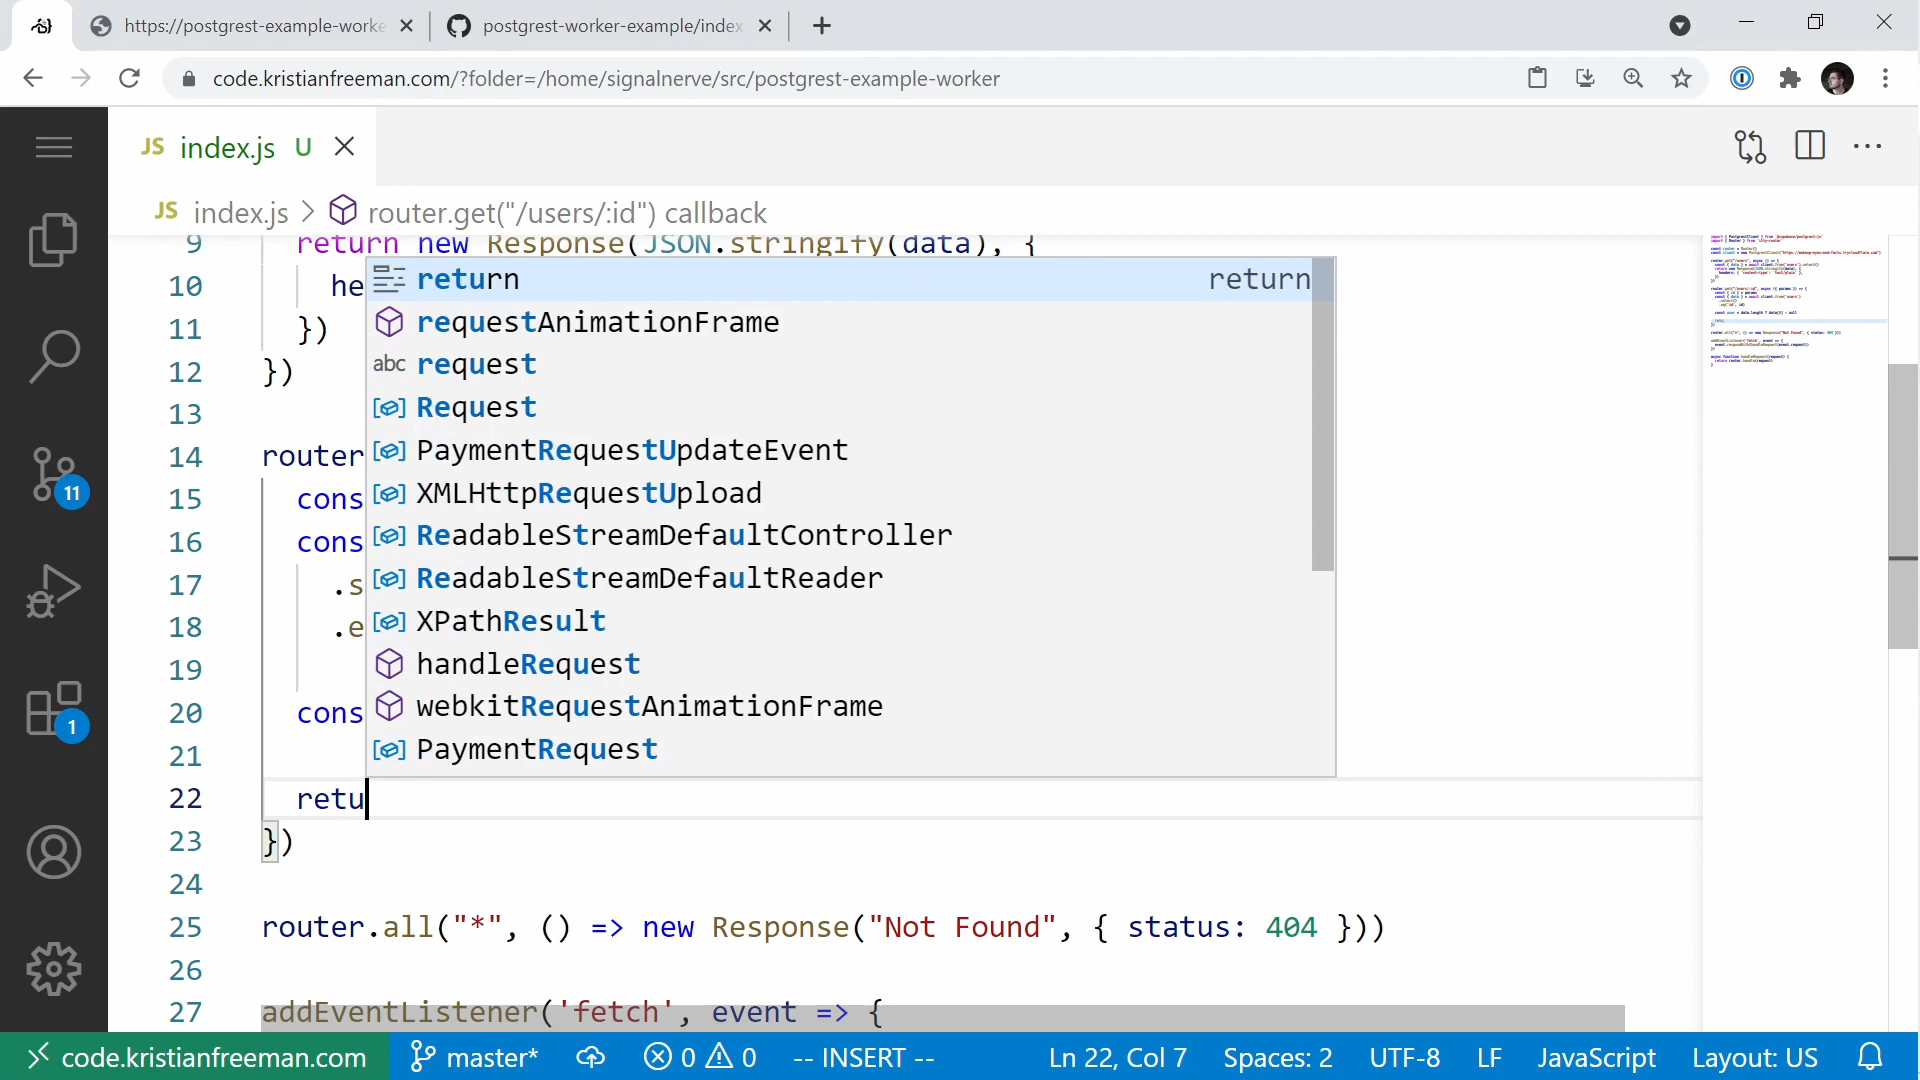 https://postgrest-example-worke
postgrest-worker-example/index
code.kristianfreeman.com/?folder=/home/signalnerve/src/postgrest-example-worker
JS index.js U
JS index.js > router.get("/users/:id") callback
9 return new Response(JSON.stringify(data), {
10 he
11 })
12 })
13
14 router
15 cons
16 cons
17 .s
18 .e
19
20 cons
21
22 retu
23 })
24
25 router.all("*", () => new Response("Not Found", { status: 404 }))
26
27 addEventListener('fetch', event => {
return return
requestAnimationFrame
abc request
Request
PaymentRequestUpdateEvent
XMLHttpRequestUpload
ReadableStreamDefaultController
ReadableStreamDefaultReader
XPathResult
handleRequest
webkitRequestAnimationFrame
PaymentRequest
11
1
code.kristianfreeman.com master* 0 0 -- INSERT -- Ln 22, Col 7 Spaces: 2 UTF-8 LF JavaScript Layout: US